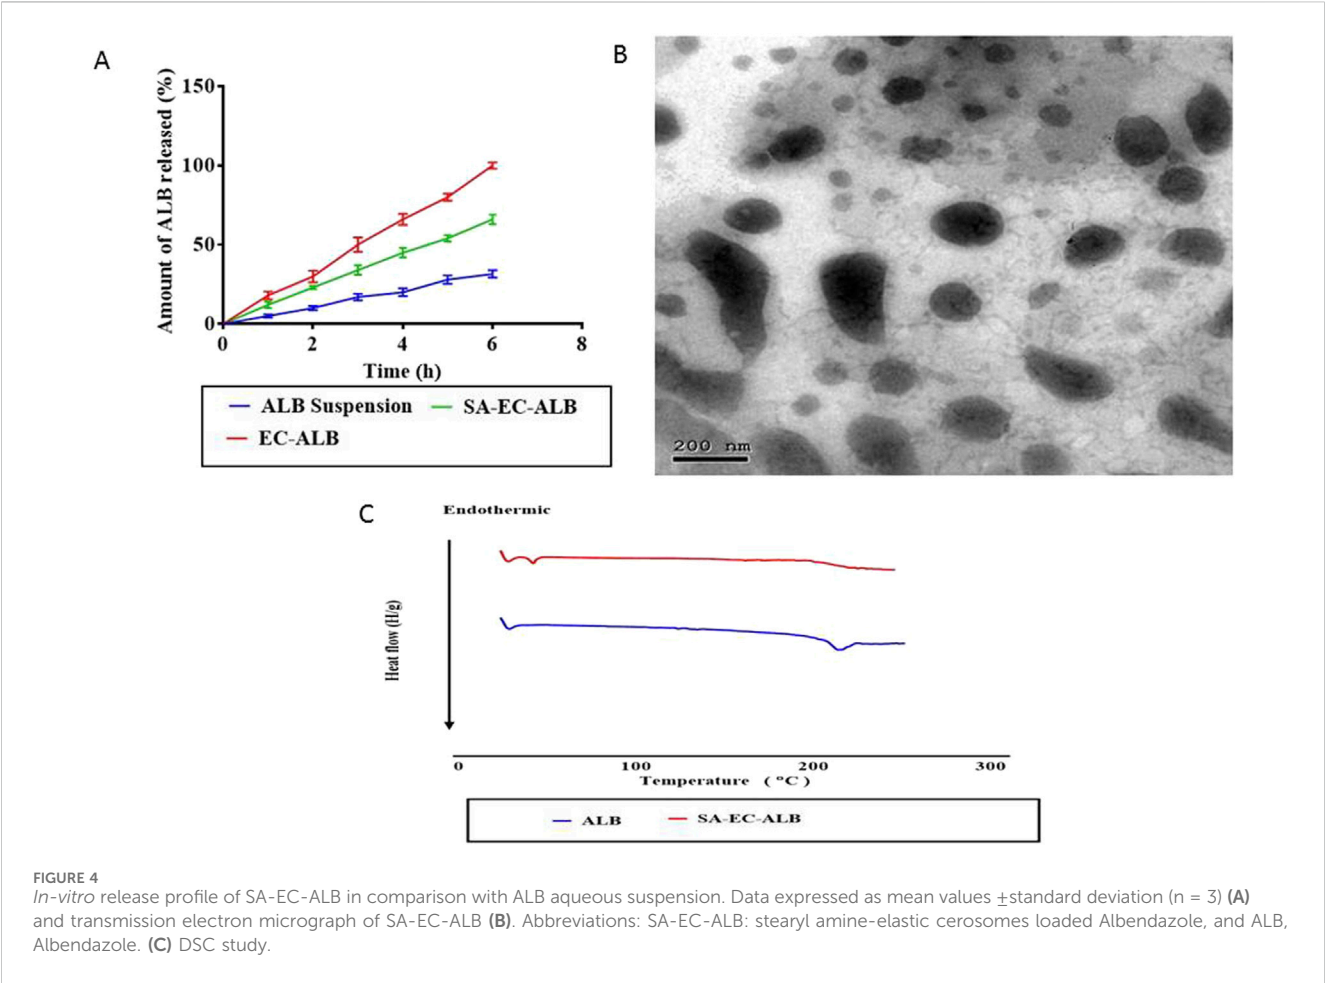 A
B
Amount of ALB released (%)
150
100
50
0
0 2 4 6 8
Time (h)
ALB Suspension SA-EC-ALB
EC-ALB
200 nm
C
Endothermic
Heat flow (H/g)
0 100 200 300
Temperature ( °C )
ALB SA-EC-ALB
FIGURE 4
In-vitro release profile of SA-EC-ALB in comparison with ALB aqueous suspension. Data expressed as mean values ±standard deviation (n = 3) (A)
and transmission electron micrograph of SA-EC-ALB (B). Abbreviations: SA-EC-ALB: stearyl amine-elastic cerosomes loaded Albendazole, and ALB,
Albendazole. (C) DSC study.